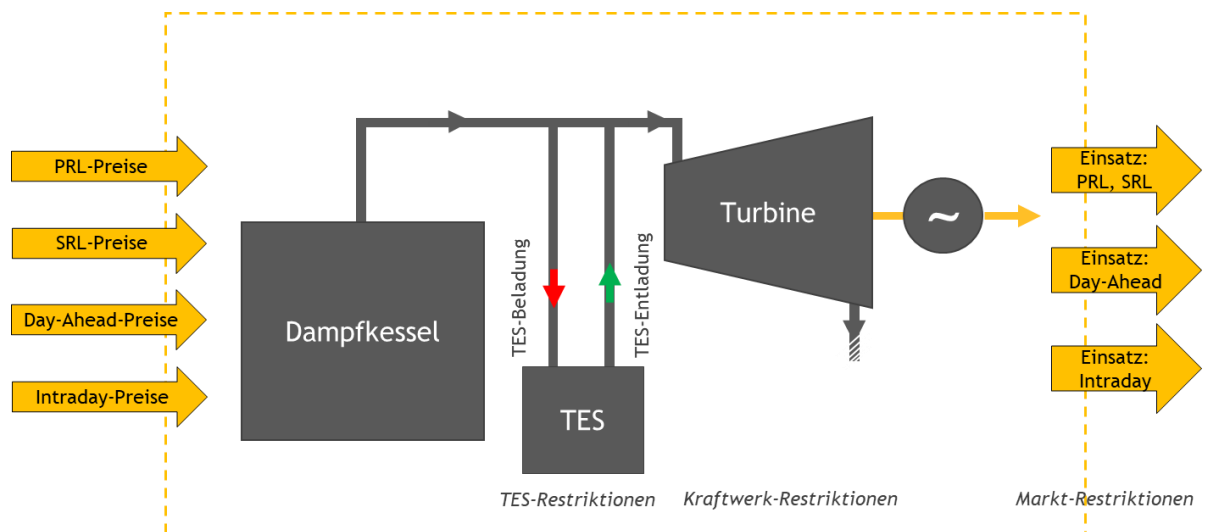 PRL-Preise
SRL-Preise
Day-Ahead-Preise
Intraday-Preise
Dampfkessel
TES-Beladung
TES-Entladung
TES
Turbine
~
Einsatz:
PRL, SRL
Einsatz:
Day-Ahead
Einsatz:
Intraday
TES-Restriktionen
Kraftwerk-Restriktionen
Markt-Restriktionen